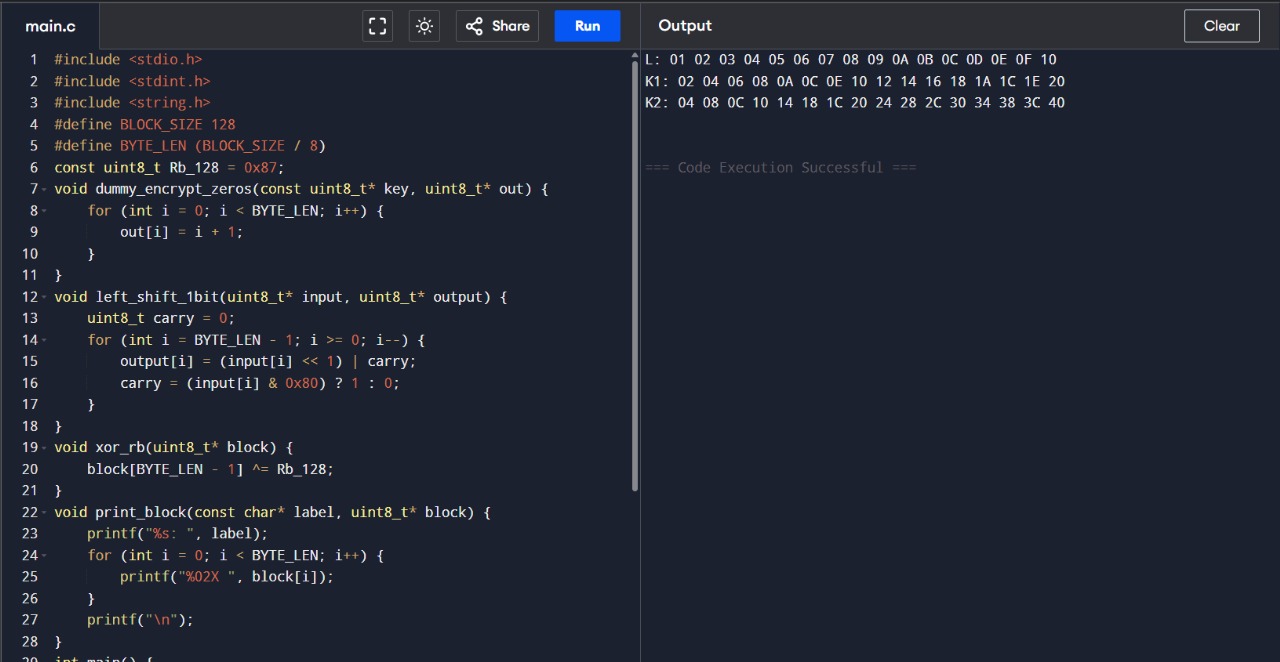 main.c
Share
Run
Output
Clear
1 #include <stdio.h>
2 #include <stdint.h>
3 #include <string.h>
4 #define BLOCK_SIZE 128
5 #define BYTE_LEN (BLOCK_SIZE / 8)
6 const uint8_t Rb_128 = 0x87;
7 void dummy_encrypt_zeros(const uint8_t* key, uint8_t* out) {
8     for (int i = 0; i < BYTE_LEN; i++) {
9         out[i] = i + 1;
10     }
11 }
12 void left_shift_1bit(uint8_t* input, uint8_t* output) {
13     uint8_t carry = 0;
14     for (int i = BYTE_LEN - 1; i >= 0; i--) {
15         output[i] = (input[i] << 1) | carry;
16         carry = (input[i] & 0x80) ? 1 : 0;
17     }
18 }
19 void xor_rb(uint8_t* block) {
20     block[BYTE_LEN - 1] ^= Rb_128;
21 }
22 void print_block(const char* label, uint8_t* block) {
23     printf("%s: ", label);
24     for (int i = 0; i < BYTE_LEN; i++) {
25         printf("%02X ", block[i]);
26     }
27     printf("\n");
28 }
29 int main() {
L: 01 02 03 04 05 06 07 08 09 0A 0B 0C 0D 0E 0F 10
K1: 02 04 06 08 0A 0C 0E 10 12 14 16 18 1A 1C 1E 20
K2: 04 08 0C 10 14 18 1C 20 24 28 2C 30 34 38 3C 40
=== Code Execution Successful ===